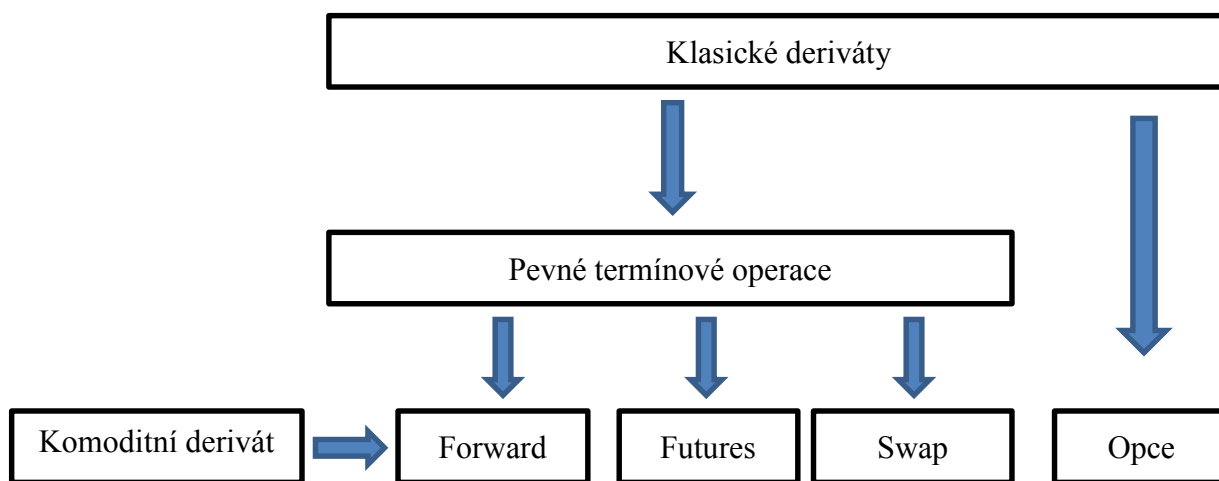 Klasické deriváty
Pevné termínové operace
Komoditní derivát
Forward
Futures
Swap
Opce